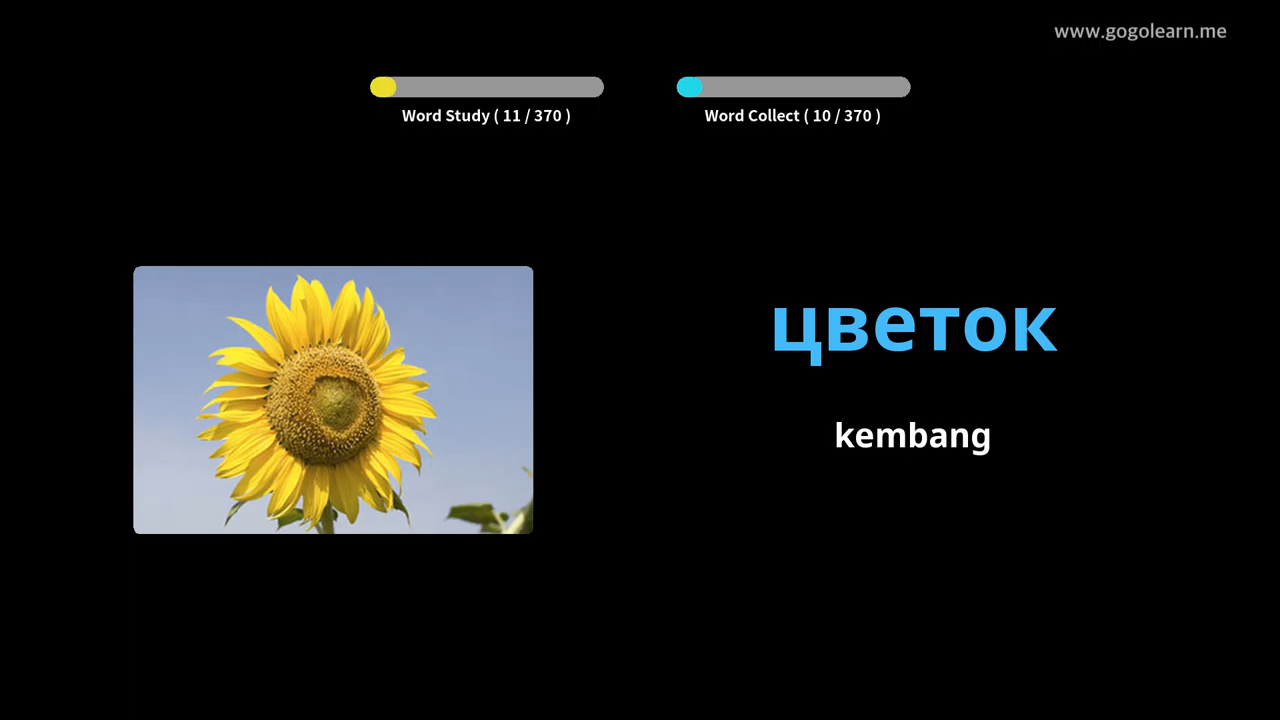 www.gogolearn.me
Word Study ( 11 / 370 )
Word Collect ( 10 / 370 )
цветок
kembang